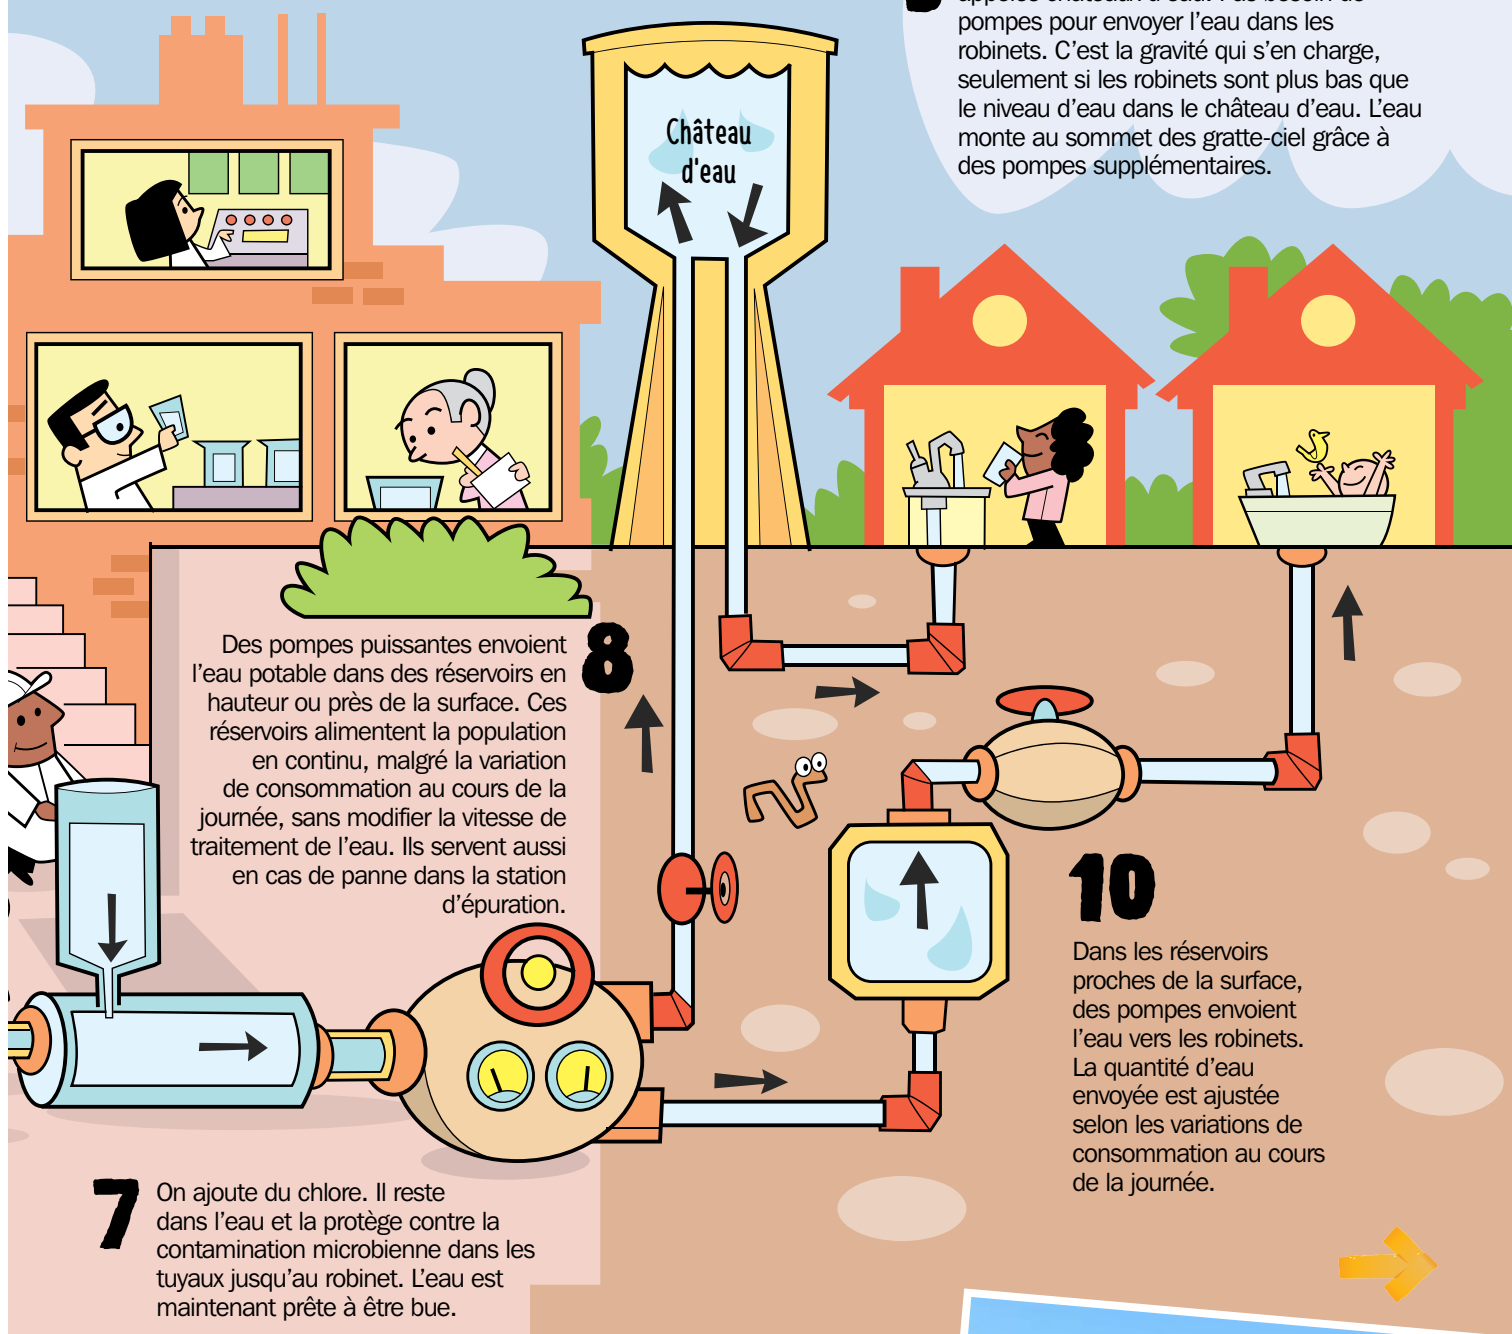 7
On ajoute du chlore. Il reste
dans l'eau et la protège contre la
contamination microbienne dans les
tuyaux jusqu'au robinet. L'eau est
maintenant prête à être bue.
8
Des pompes puissantes envoient
l'eau potable dans des réservoirs en
hauteur ou près de la surface. Ces
réservoirs alimentent la population
en continu, malgré la variation
de consommation au cours de la
journée, sans modifier la vitesse de
traitement de l'eau. Ils servent aussi
en cas de panne dans la station
d'épuration.
Château
d'eau
pompes pour envoyer l'eau dans les
robinets. C'est la gravité qui s'en charge,
seulement si les robinets sont plus bas que
le niveau d'eau dans le château d'eau. L'eau
monte au sommet des gratte-ciel grâce à
des pompes supplémentaires.
10
Dans les réservoirs
proches de la surface,
des pompes envoient
l'eau vers les robinets.
La quantité d'eau
envoyée est ajustée
selon les variations de
consommation au cours
de la journée.